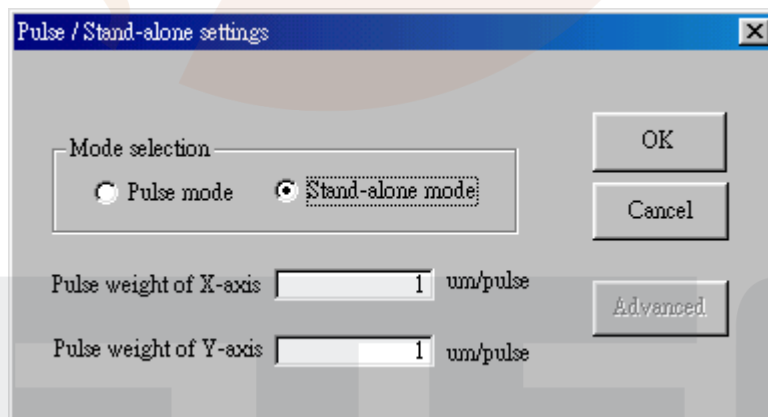 Pulse / Stand-alone settings
Mode selection
Pulse mode Stand-alone mode
OK
Cancel
Pulse weight of X-axis 1 um/pulse
Advanced
Pulse weight of Y-axis 1 um/pulse